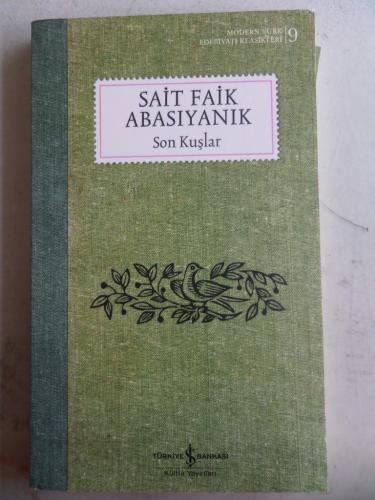 MODERN TÜRK
EDEBİYATI KLASİKLERİ 9
SAİT FAİK
ABASIYANIK
Son Kuşlar
TÜRKİYE İŞ BANKASI
Kültür Yayınları